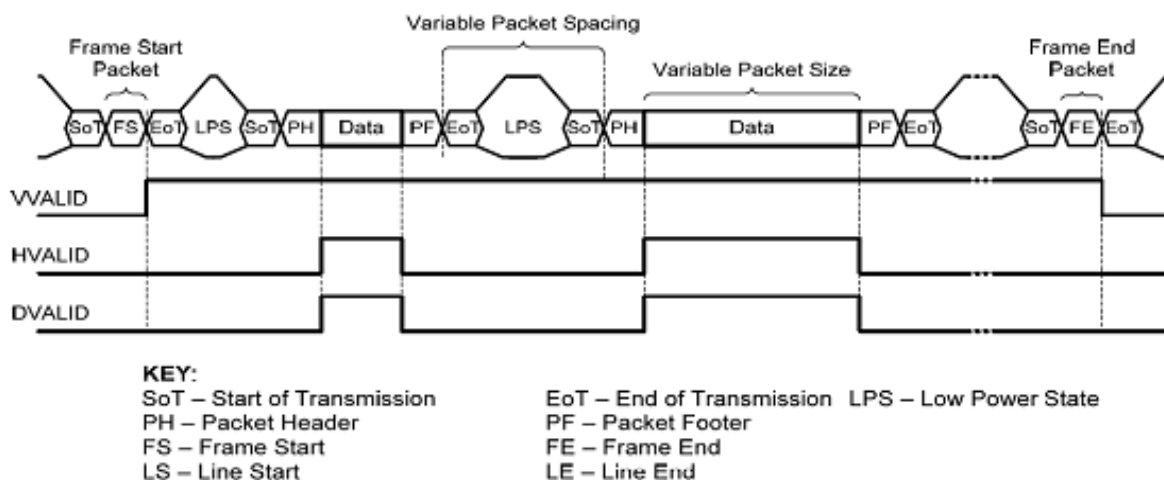 Variable Packet Spacing
Frame Start
Packet
Variable Packet Size
Frame End
Packet
SoT FS EoT LPS SoT PH Data PF EoT LPS SoT PH Data PF EoT SoT FE EoT
VVALID
HVALID
DVALID
KEY:
SoT – Start of Transmission EoT – End of Transmission LPS – Low Power State
PH – Packet Header PF – Packet Footer
FS – Frame Start FE – Frame End
LS – Line Start LE – Line End